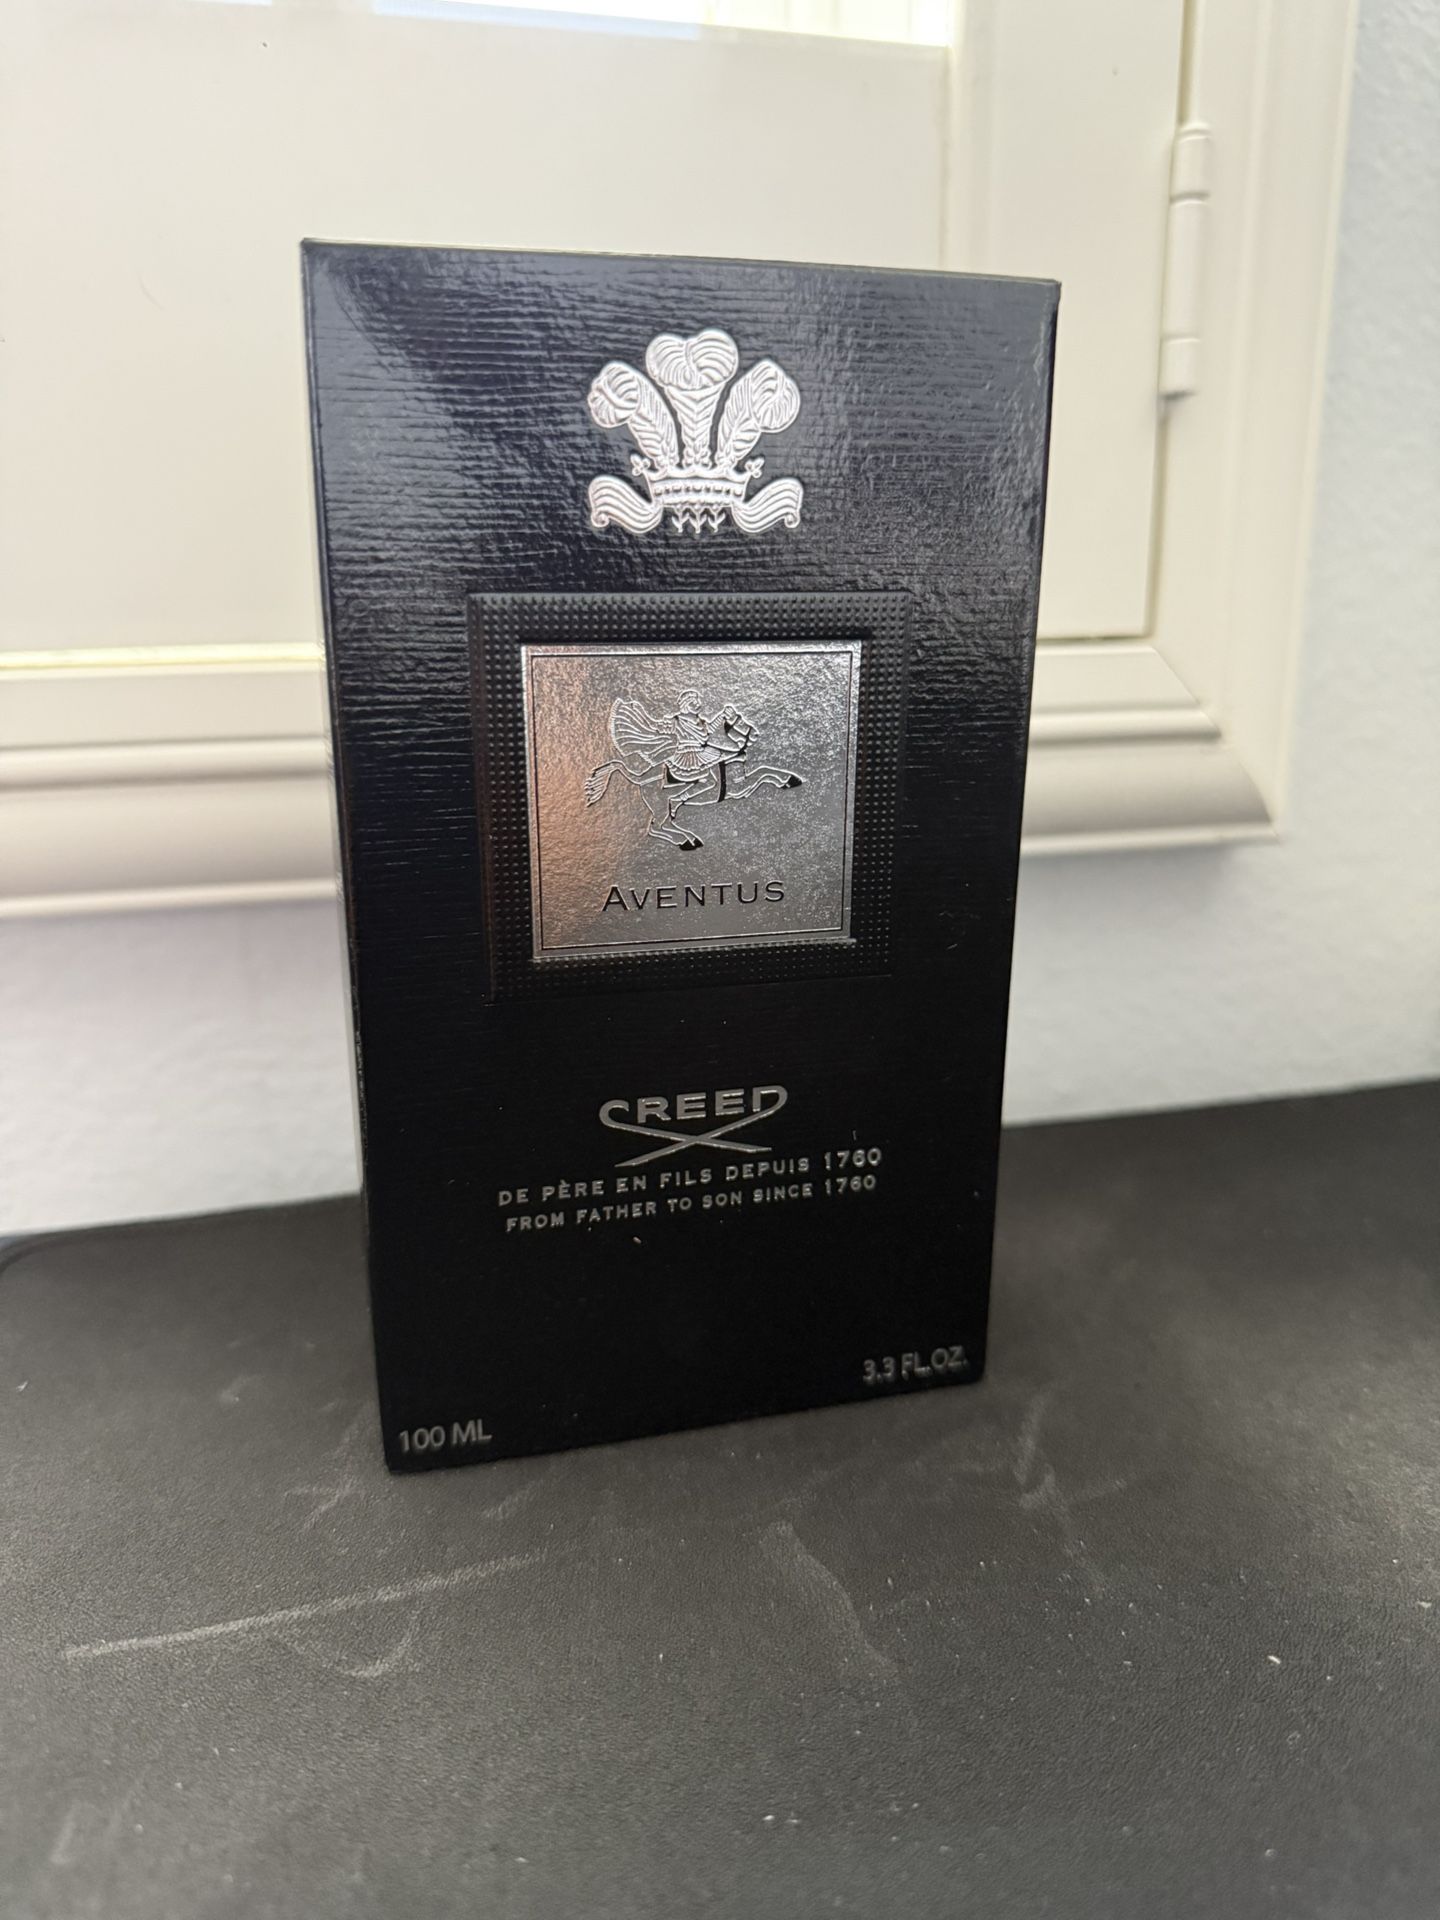 AVENTUS
CREED
DE PÈRE EN FILS DEPUIS 1760
FROM FATHER TO SON SINCE 1760
3.3 FL.OZ.
100 ML